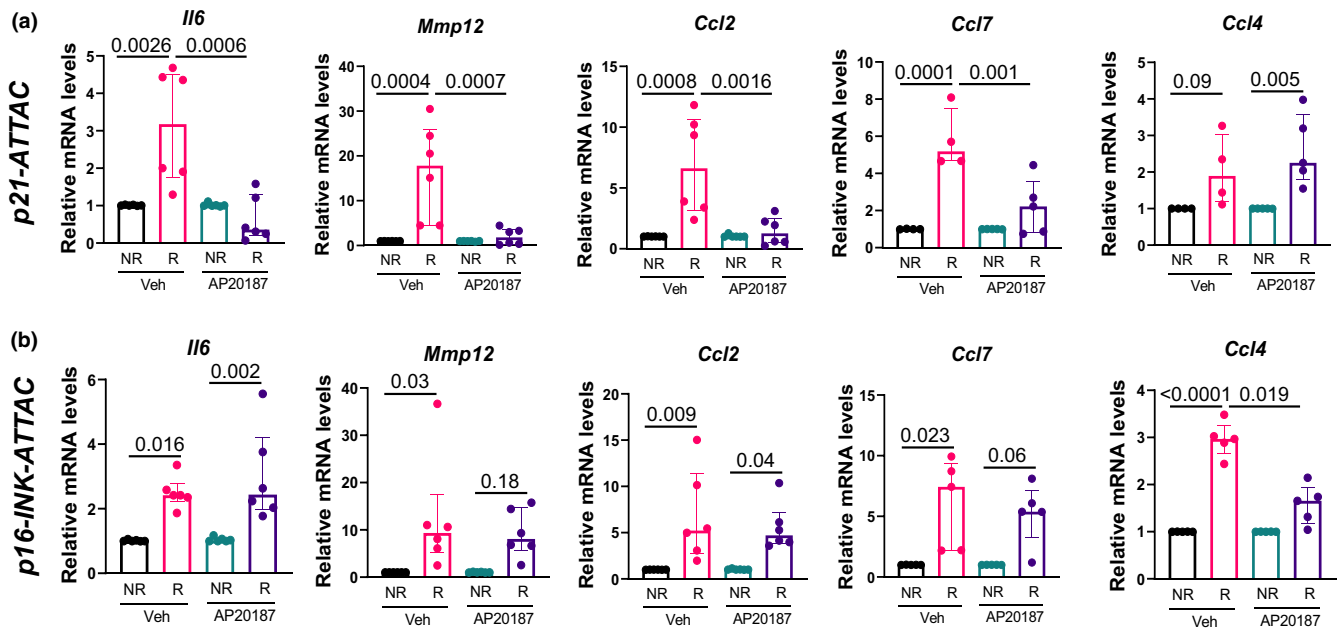 (a)
p21-ATTAC
Il6
Relative mRNA levels
5
4
3
2
1
0
0.0026
0.0006
NR
R
NR
R
Veh
AP20187
Mmp12
Relative mRNA levels
40
30
20
10
0
0.0004
0.0007
NR
R
NR
R
Veh
AP20187
Ccl2
Relative mRNA levels
15
10
5
0
0.0008
0.0016
NR
R
NR
R
Veh
AP20187
Ccl7
Relative mRNA levels
10
8
6
4
2
0
0.0001
0.001
NR
R
NR
R
Veh
AP20187
Ccl4
Relative mRNA levels
5
4
3
2
1
0
0.09
0.005
NR
R
NR
R
Veh
AP20187
(b)
p16-INK-ATTAC
Il6
Relative mRNA levels
6
4
2
0
0.016
0.002
NR
R
NR
R
Veh
AP20187
Mmp12
Relative mRNA levels
40
30
20
10
0
0.03
0.18
NR
R
NR
R
Veh
AP20187
Ccl2
Relative mRNA levels
20
15
10
5
0
0.009
0.04
NR
R
NR
R
Veh
AP20187
Ccl7
Relative mRNA levels
15
10
5
0
0.023
0.06
NR
R
NR
R
Veh
AP20187
Ccl4
Relative mRNA levels
4
3
2
1
0
<0.0001
0.019
NR
R
NR
R
Veh
AP20187